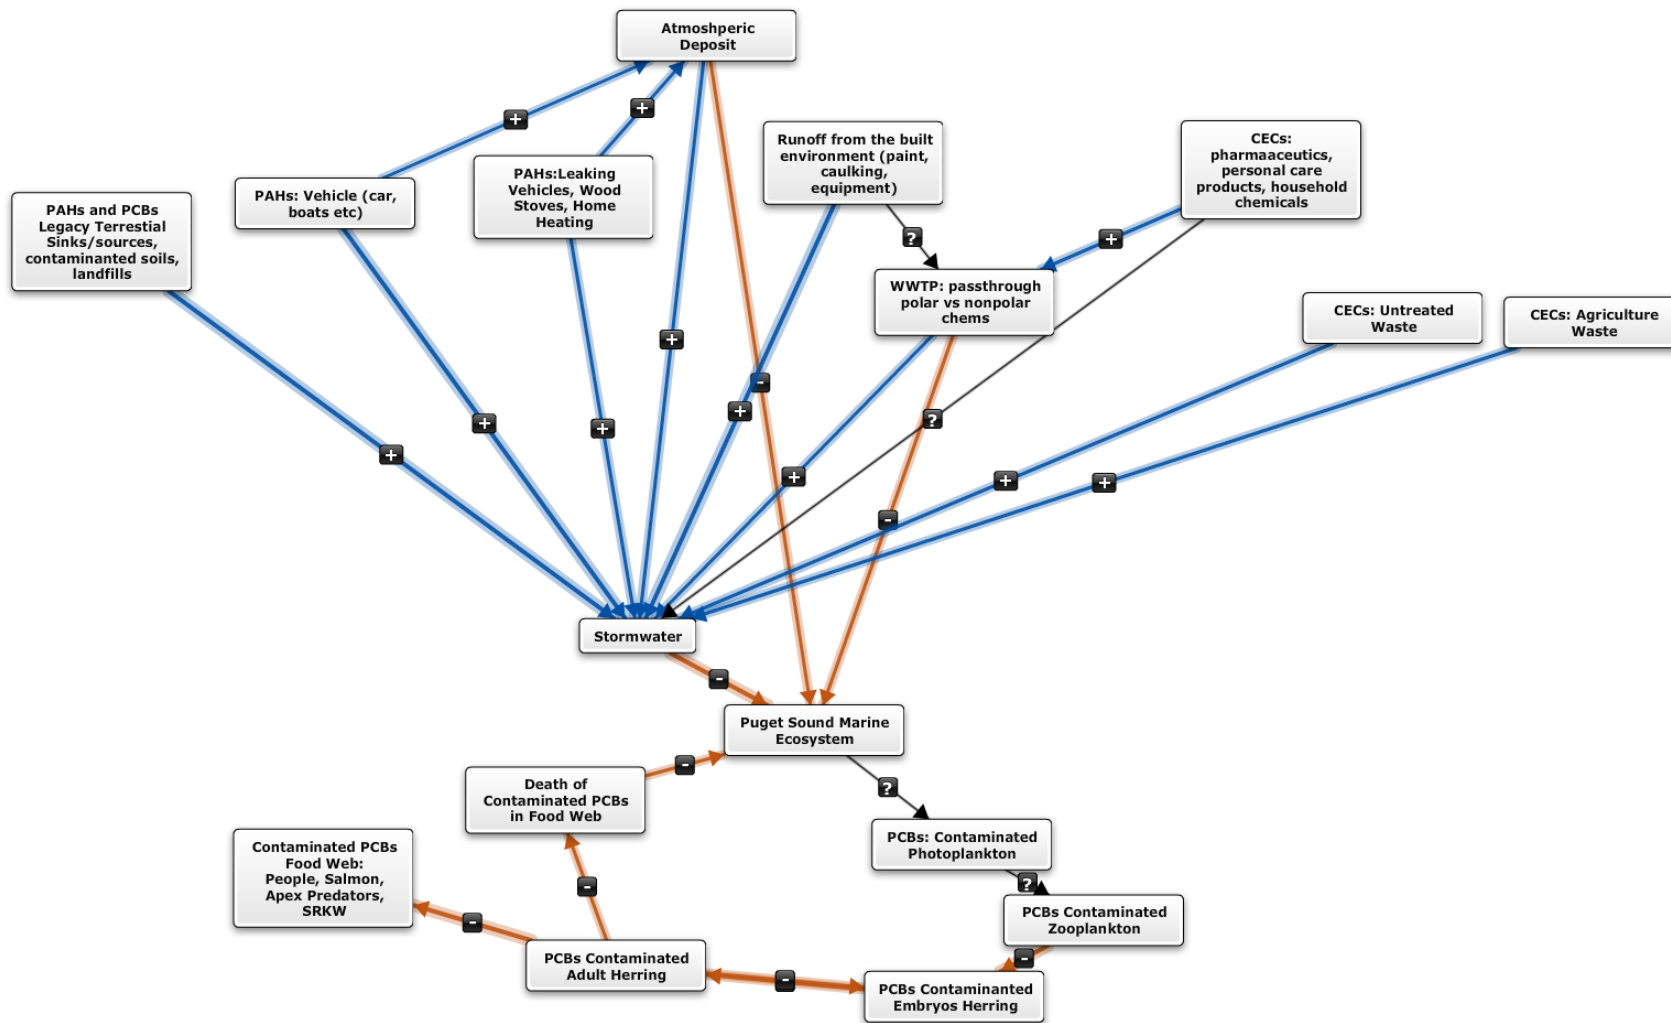 Atmoshperic
Deposit
+
+
Runoff from the built
environment (paint,
caulking,
equipment)
CECs:
pharmaaceutics,
personal care
products, household
chemicals
PAHs:Leaking
Vehicles, Wood
Stoves, Home
Heating
PAHs: Vehicle (car,
boats etc)
PAHs and PCBs
Legacy Terrestial
Sinks/sources,
contaminanted soils,
landfills
?
+
WWTP: passthrough
polar vs nonpolar
chems
CECs: Untreated
Waste
CECs: Agriculture
Waste
+
-
+
?
+
+
+
+
+
+
-
Stormwater
-
Puget Sound Marine
Ecosystem
-
?
Death of
Contaminated PCBs
in Food Web
PCBs: Contaminated
Photoplankton
Contaminated PCBs
Food Web:
People, Salmon,
Apex Predators,
SRKW
-
?
PCBs Contaminated
Zooplankton
-
PCBs Contaminated
Adult Herring
-
-
PCBs Contaminanted
Embryos Herring